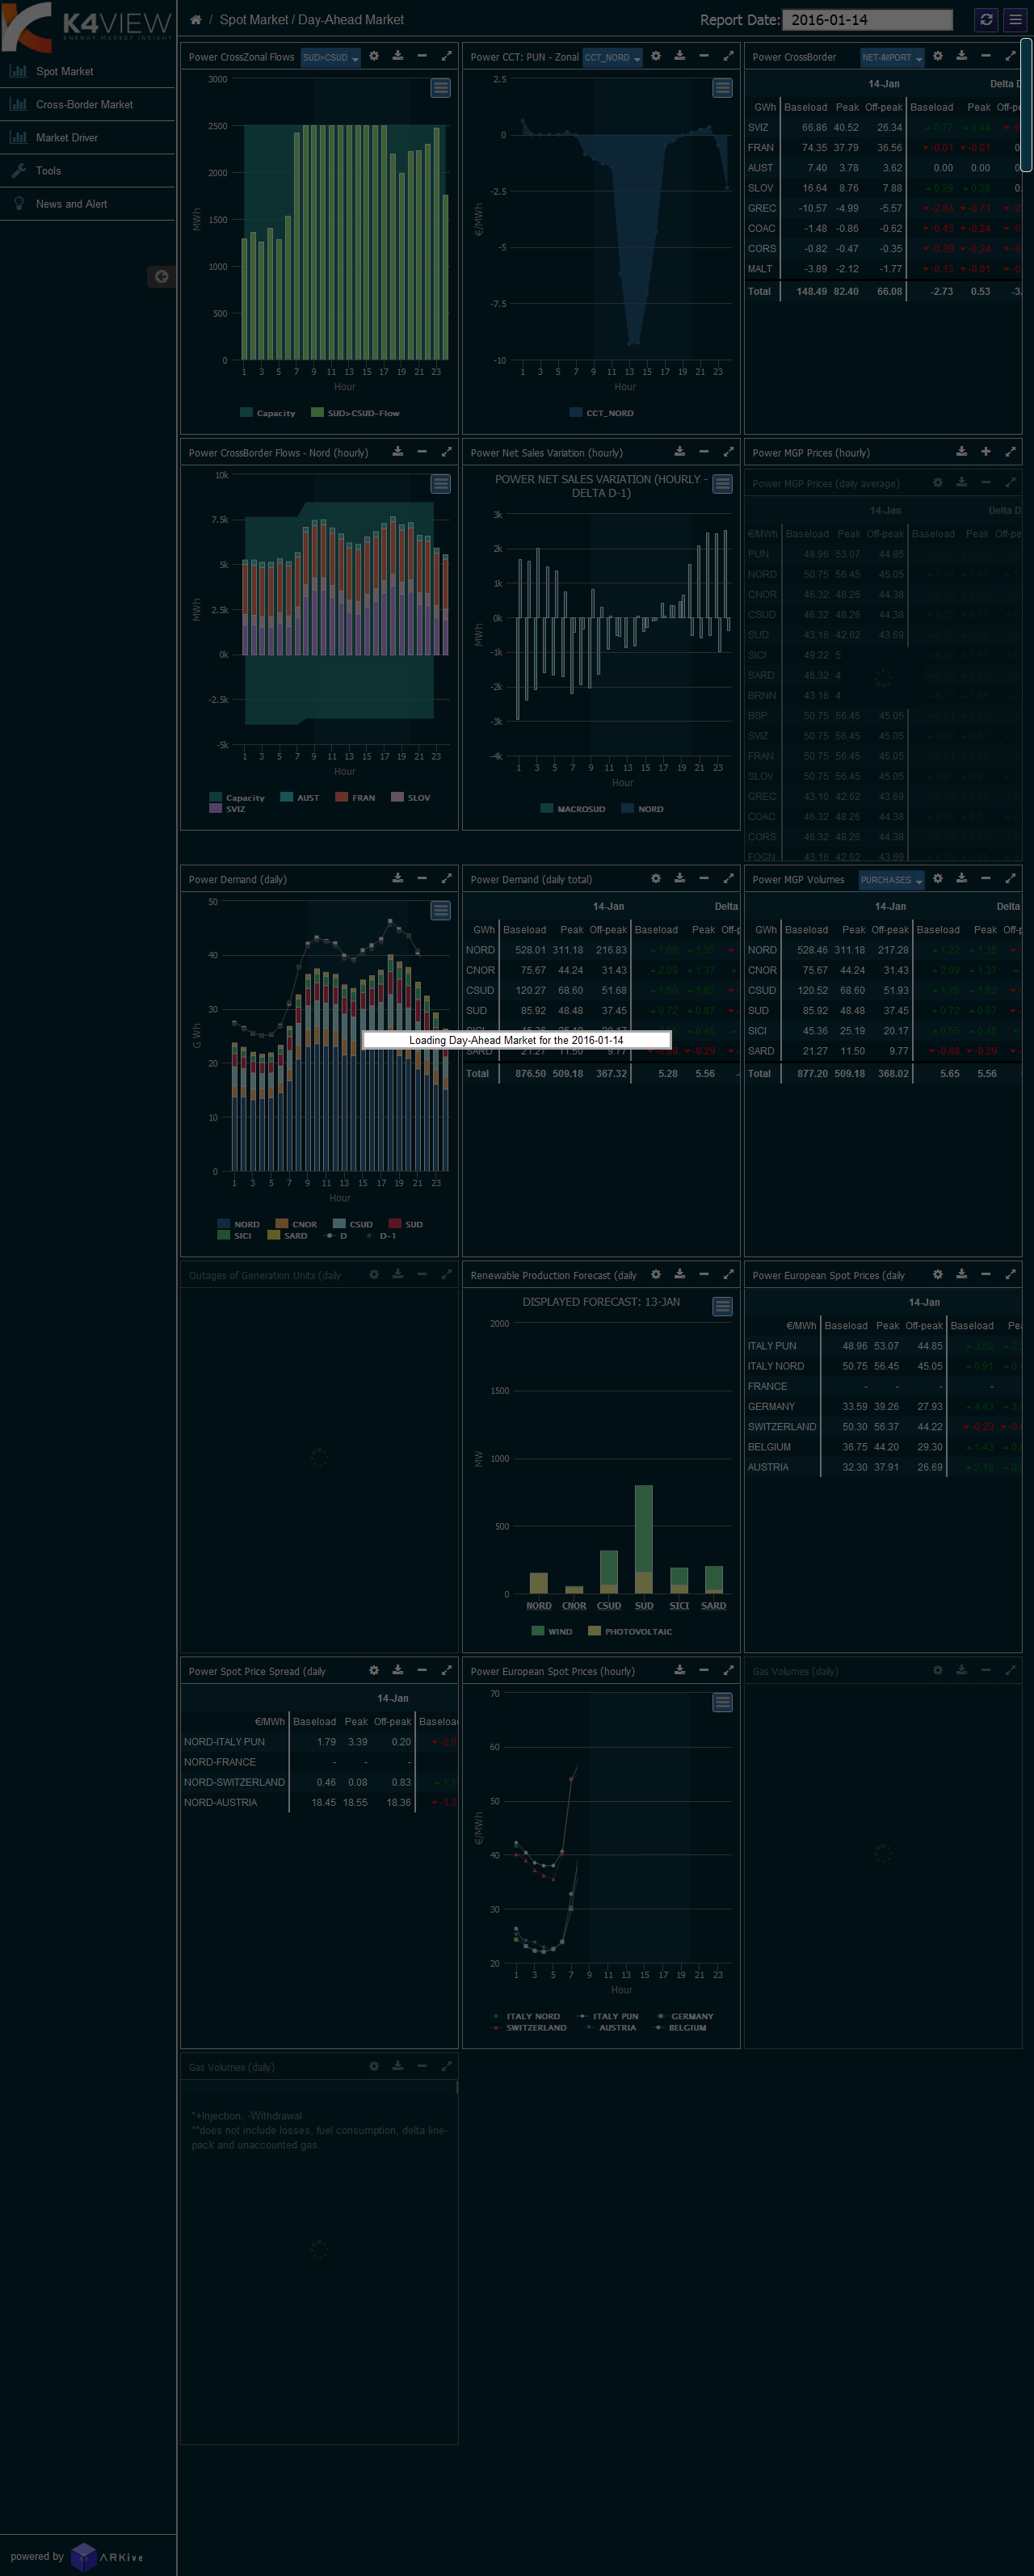 K4VIEW
ENERGY MARKET INSIGHT
/ Spot Market / Day-Ahead Market
Report Date: 2016-01-14
Spot Market
Cross-Border Market
Market Driver
Tools
News and Alert
Power CrossZonal Flows SUD>CSUD
MWh
3000
2500
2000
1500
1000
500
0
1 3 5 7 9 11 13 15 17 19 21 23
Hour
Capacity SUD>CSUD-Flow
Power CCT: PUN - Zonal CCT_NORD
€/MWh
2.5
0
-2.5
-5
-7.5
-10
1 3 5 7 9 11 13 15 17 19 21 23
Hour
CCT_NORD
Power CrossBorder NET-IMPORT
14-Jan Delta D
GWh Baseload Peak Off-peak Baseload Peak Off-pe
SVIZ 66.86 40.52 26.34 0.77 1.44
FRAN 74.35 37.79 36.56 -0.01 -0.01 0.
AUST 7.40 3.78 3.62 0.00 0.00 0.
SLOV 16.64 8.76 7.88 0.29 0.29 0.
GREC -10.57 -4.99 -5.57 -2.84 -0.71
COAC -1.48 -0.86 -0.62 -0.43 -0.24
CORS -0.82 -0.47 -0.35 -0.39 -0.24
MALT -3.89 -2.12 -1.77 -0.13 -0.01
Total 148.49 82.40 66.08 -2.73 0.53 -3.
Power CrossBorder Flows - Nord (hourly)
MWh
10k
7.5k
5k
2.5k
0k
-2.5k
-5k
1 3 5 7 9 11 13 15 17 19 21 23
Hour
Capacity AUST FRAN SLOV
SVIZ
Power Net Sales Variation (hourly)
POWER NET SALES VARIATION (HOURLY -
DELTA D-1)
MWh
3k
2k
1k
0k
-1k
-2k
-3k
-4k
1 3 5 7 9 11 13 15 17 19 21 23
Hour
MACROSUD NORD
Power MGP Prices (hourly)
Power MGP Prices (daily average)
14-Jan Delta D
€/MWh Baseload Peak Off-peak Baseload Peak Off-pe
PUN 48.96 53.07 44.85
NORD 50.75 56.45 45.05
CNOR 46.32 48.26 44.38
CSUD 46.32 48.26 44.38
SUD 43.16 42.62 43.69
SICI 49.22 5
SARD 46.32 4
BRNN 43.16 4
BSP 50.75 56.45 45.05
SVIZ 50.75 56.45 45.05
FRAN 50.75 56.45 45.05
SLOV 50.75 56.45 45.05
GREC 43.16 42.62 43.69
COAC 46.32 48.26 44.38
CORS 46.32 48.26 44.38
FOGN 43.16 42.62 43.69
Power Demand (daily)
G Wh
50
40
30
20
10
0
1 3 5 7 9 11 13 15 17 19 21 23
Hour
NORD CNOR CSUD SUD
SICI SARD D D-1
Power Demand (daily total)
14-Jan Delta
GWh Baseload Peak Off-peak Baseload Peak Off-p
NORD 528.01 311.18 216.83 1.09 1.35
CNOR 75.67 44.24 31.43 2.09 1.37
CSUD 120.27 68.60 51.68 1.50 1.82
SUD 85.92 48.48 37.45 0.72 0.87
SICI 45.36 25.19 20.17 0.45
SARD 21.27 11.50 9.77 -0.29
Total 876.50 509.18 367.32 5.28 5.56
Power MGP Volumes PURCHASES
14-Jan Delta
GWh Baseload Peak Off-peak Baseload Peak Off-p
NORD 528.46 311.18 217.28 1.22 1.35
CNOR 75.67 44.24 31.43 2.09 1.37
CSUD 120.52 68.60 51.93 1.75 1.82
SUD 85.92 48.48 37.45 0.72 0.87
SICI 45.36 25.19 20.17 0.55 0.45
SARD 21.27 11.50 9.77 -0.68 -0.29
Total 877.20 509.18 368.02 5.65 5.56
Loading Day-Ahead Market for the 2016-01-14
Outages of Generation Units (daily
Renewable Production Forecast (daily
DISPLAYED FORECAST: 13-JAN
MW
2000
1500
1000
500
0
NORD CNOR CSUD SUD SICI SARD
WIND PHOTOVOLTAIC
Power European Spot Prices (daily
14-Jan
€/MWh Baseload Peak Off-peak Baseload Pea
ITALY PUN 48.96 53.07 44.85 3.52
ITALY NORD 50.75 56.45 45.05 0.91
FRANCE - - - -
GERMANY 33.59 39.26 27.93 4.43
SWITZERLAND 50.30 56.37 44.22 -0.23
BELGIUM 36.75 44.20 29.30 1.43
AUSTRIA 32.30 37.91 26.69 2.18
Power Spot Price Spread (daily
14-Jan
€/MWh Baseload Peak Off-peak Baseload
NORD-ITALY PUN 1.79 3.39 0.20 -2.6
NORD-FRANCE - - -
NORD-SWITZERLAND 0.46 0.08 0.83
NORD-AUSTRIA 18.45 18.55 18.36
Power European Spot Prices (hourly)
€/MWh
70
60
50
40
30
20
1 3 5 7 9 11 13 15 17 19 21 23
Hour
ITALY NORD ITALY PUN GERMANY
SWITZERLAND AUSTRIA BELGIUM
Gas Volumes (daily)
Gas Volumes (daily)
*+Injection, -Withdrawal
**does not include losses, fuel consumption, delta line-
pack and unaccounted gas.
powered by ARKive